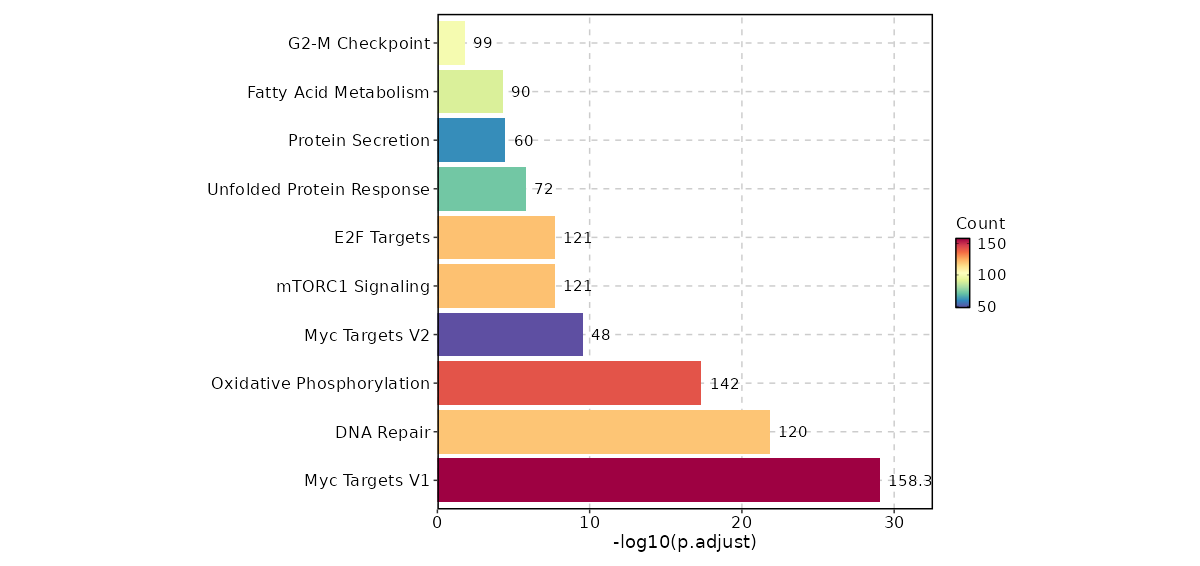 G2-M Checkpoint 99
Fatty Acid Metabolism 90
Protein Secretion 60
Unfolded Protein Response 72
E2F Targets 121
mTORC1 Signaling 121
Myc Targets V2 48
Oxidative Phosphorylation 142
DNA Repair 120
Myc Targets V1 158.3
0 10 20 30
-log10(p.adjust)
Count
150
100
50